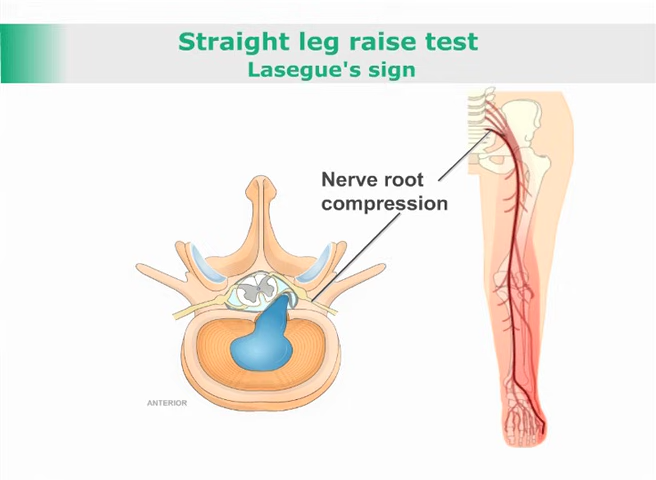 Straight leg raise test
Lasegue's sign
Nerve root
compression
ANTERIOR